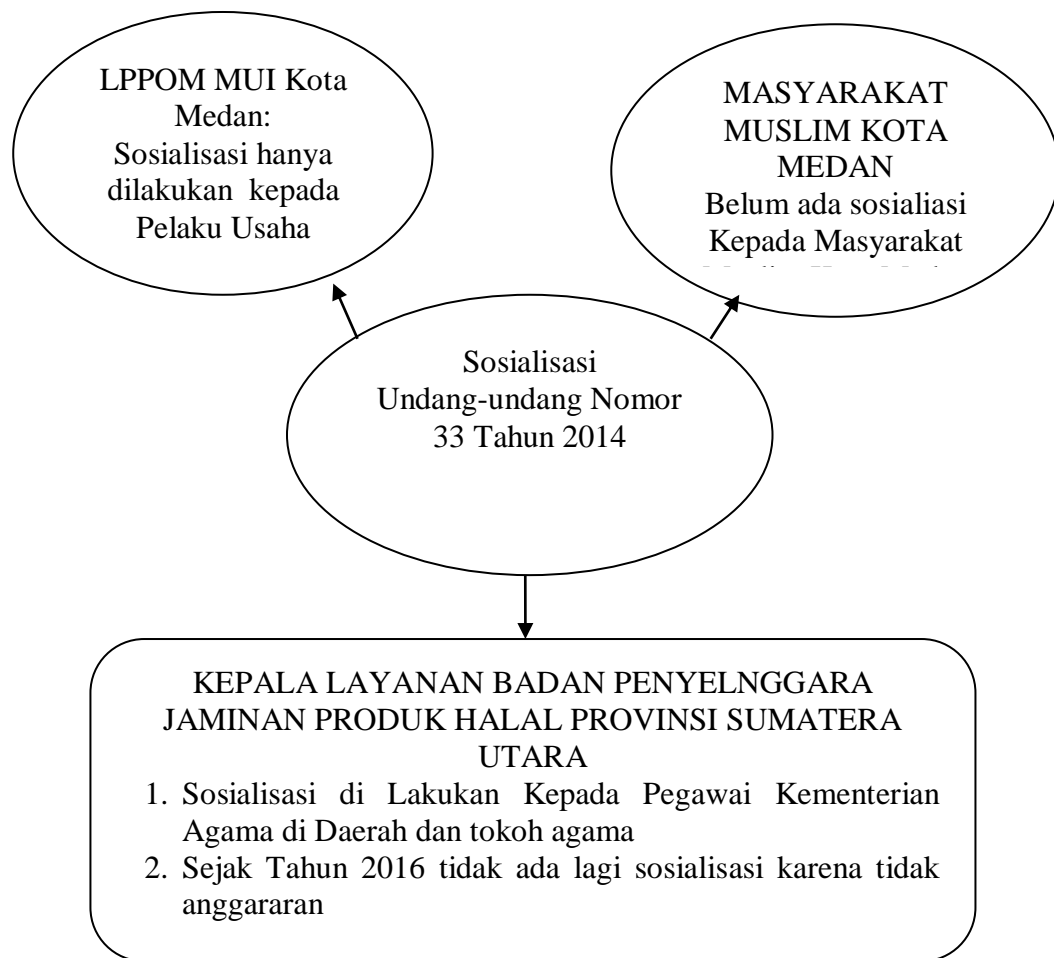 LPPOM MUI Kota
Medan:
Sosialisasi hanya
dilakukan kepada
Pelaku Usaha
MASYARAKAT
MUSLIM KOTA
MEDAN
Belum ada sosialiasi
Kepada Masyarakat
Sosialisasi
Undang-undang Nomor
33 Tahun 2014
KEPALA LAYANAN BADAN PENYELNGGARA
JAMINAN PRODUK HALAL PROVINSI SUMATERA
UTARA
1. Sosialisasi di Lakukan Kepada Pegawai Kementerian
Agama di Daerah dan tokoh agama
2. Sejak Tahun 2016 tidak ada lagi sosialisasi karena tidak
anggararan